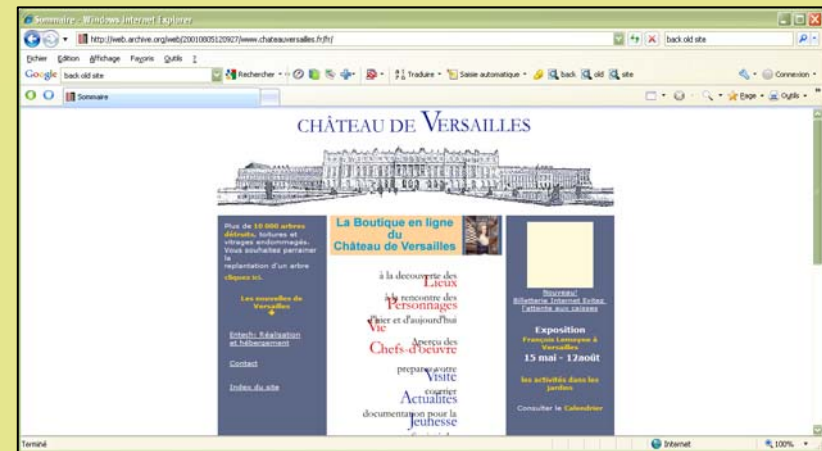 Sommaire - Windows Internet Explorer
http://web.archive.org/web/20010805120927/www.chateauversailles.fr/fr/
back old site
Fichier Edition Affichage Favoris Outils ?
Google back old site Rechercher Traduire Saisie automatique back old site Connexion
Sommaire Page Outils
CHÂTEAU DE VERSAILLES
Plus de 10 000 arbres
détruits, toitures et
vitrages endommagés.
Vous souhaitez parrainer
la
replantation d'un arbre
cliquez ici.
Les nouvelles de
Versailles
Entech: Réalisation
et hébergement
Contact
Index du site
La Boutique en ligne
du
Château de Versailles
à la decouverte des
Lieux
à la rencontre des
Personnages
d'hier et d'aujourd'hui
Vie
Aperçu des
Chefs-d'oeuvre
preparez votre
Visite
courrier
Actualités
documentation pour la
Jeunesse
Nouveau!
Billetterie Internet Evitez
l'attente aux caisses
Exposition
François Lemoyne à
Versailles
15 mai - 12août
les activités dans les
jardins
Consulter le Calendrier
Terminé Internet 100%